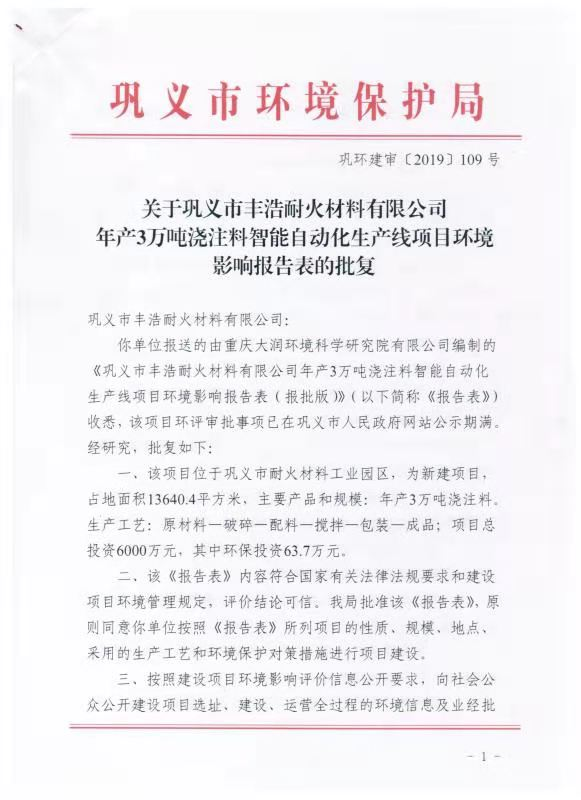 巩义市环境保护局
巩环建审〔2019〕109 号
关于巩义市丰浩耐火材料有限公司
年产3万吨浇注料智能自动化生产线项目环境
影响报告表的批复
巩义市丰浩耐火材料有限公司：
你单位报送的由重庆大润环境科学研究院有限公司编制的
《巩义市丰浩耐火材料有限公司年产3万吨浇注料智能自动化
生产线项目环境影响报告表（报批版）》（以下简称《报告表》）
收悉，该项目环评审批事项已在巩义市人民政府网站公示期满。
经研究，批复如下：
一、该项目位于巩义市耐火材料工业园区，为新建项目，
占地面积13640.4平方米，主要产品和规模：年产3万吨浇注料。
生产工艺：原材料—破碎—配料—搅拌—包装—成品；项目总
投资6000万元，其中环保投资63.7万元。
二、该《报告表》内容符合国家有关法律法规要求和建设
项目环境管理规定，评价结论可信。我局批准该《报告表》，原
则同意你单位按照《报告表》所列项目的性质、规模、地点、
采用的生产工艺和环境保护对策措施进行项目建设。
三、按照建设项目环境影响评价信息公开要求，向社会公
众公开建设项目选址、建设、运营全过程的环境信息及业经批
- 1 -